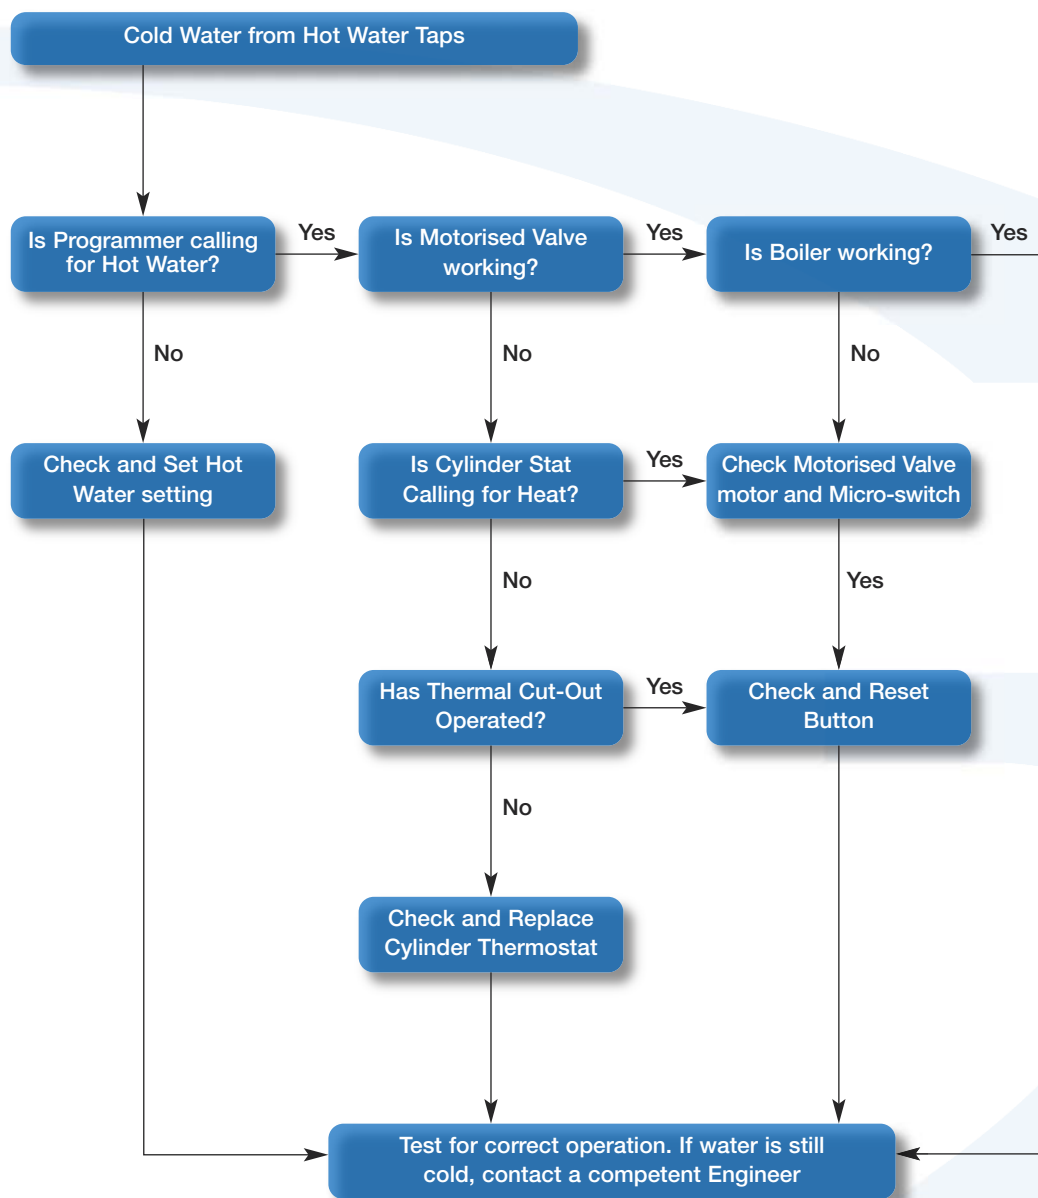 Cold Water from Hot Water Taps
Is Programmer calling
for Hot Water?
Yes
Is Motorised Valve
working?
Yes
Is Boiler working?
Yes
No
No
No
Check and Set Hot
Water setting
Is Cylinder Stat
Calling for Heat?
Yes
Check Motorised Valve
motor and Micro-switch
No
Yes
Has Thermal Cut-Out
Operated?
Yes
Check and Reset
Button
No
Check and Replace
Cylinder Thermostat
Test for correct operation. If water is still
cold, contact a competent Engineer